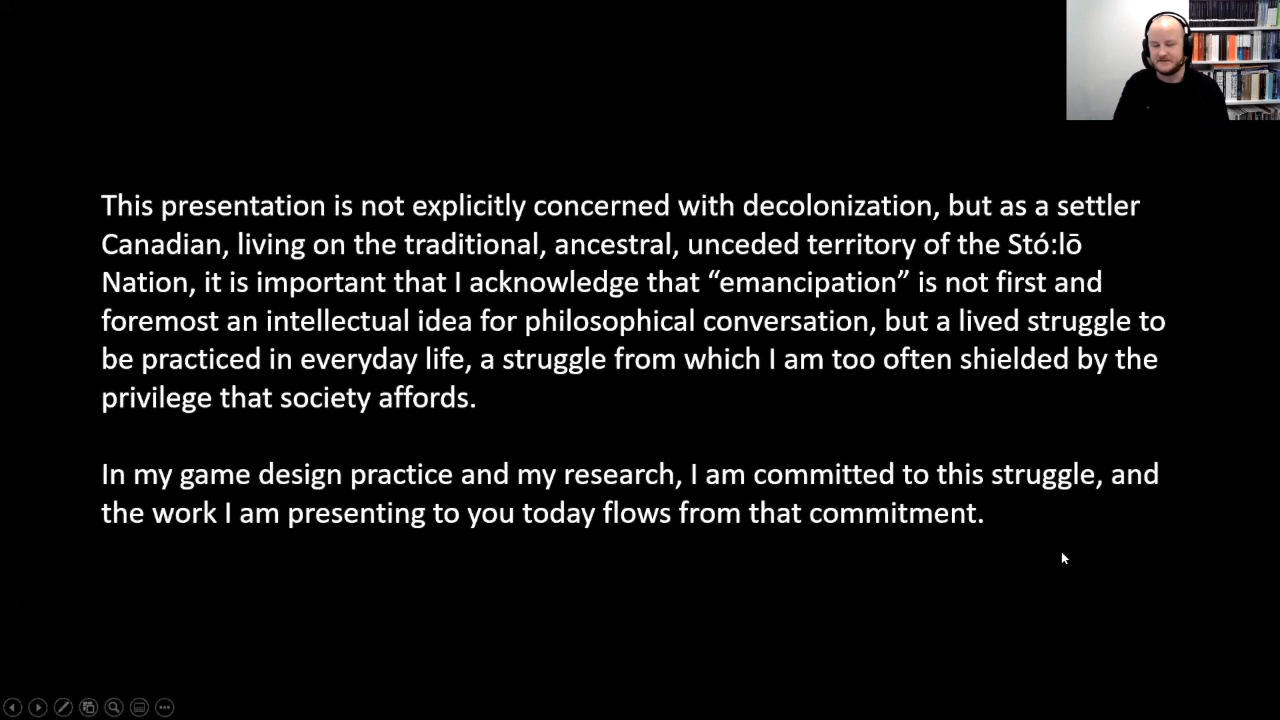 This presentation is not explicitly concerned with decolonization, but as a settler
Canadian, living on the traditional, ancestral, unceded territory of the Stó:lō
Nation, it is important that I acknowledge that “emancipation” is not first and
foremost an intellectual idea for philosophical conversation, but a lived struggle to
be practiced in everyday life, a struggle from which I am too often shielded by the
privilege that society affords.
In my game design practice and my research, I am committed to this struggle, and
the work I am presenting to you today flows from that commitment.